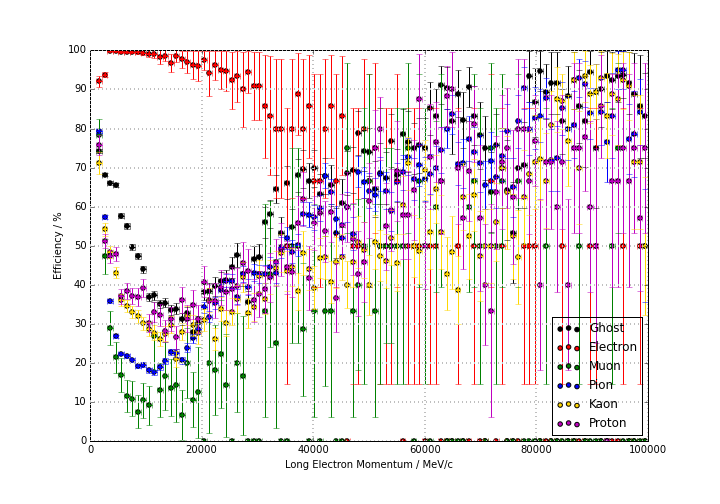 100
90
80
70
60
50
40
30
20
10
0
Efficiency / %
Ghost
Electron
Muon
Pion
Kaon
Proton
0 20000 40000 60000 80000 100000
Long Electron Momentum / MeV/c